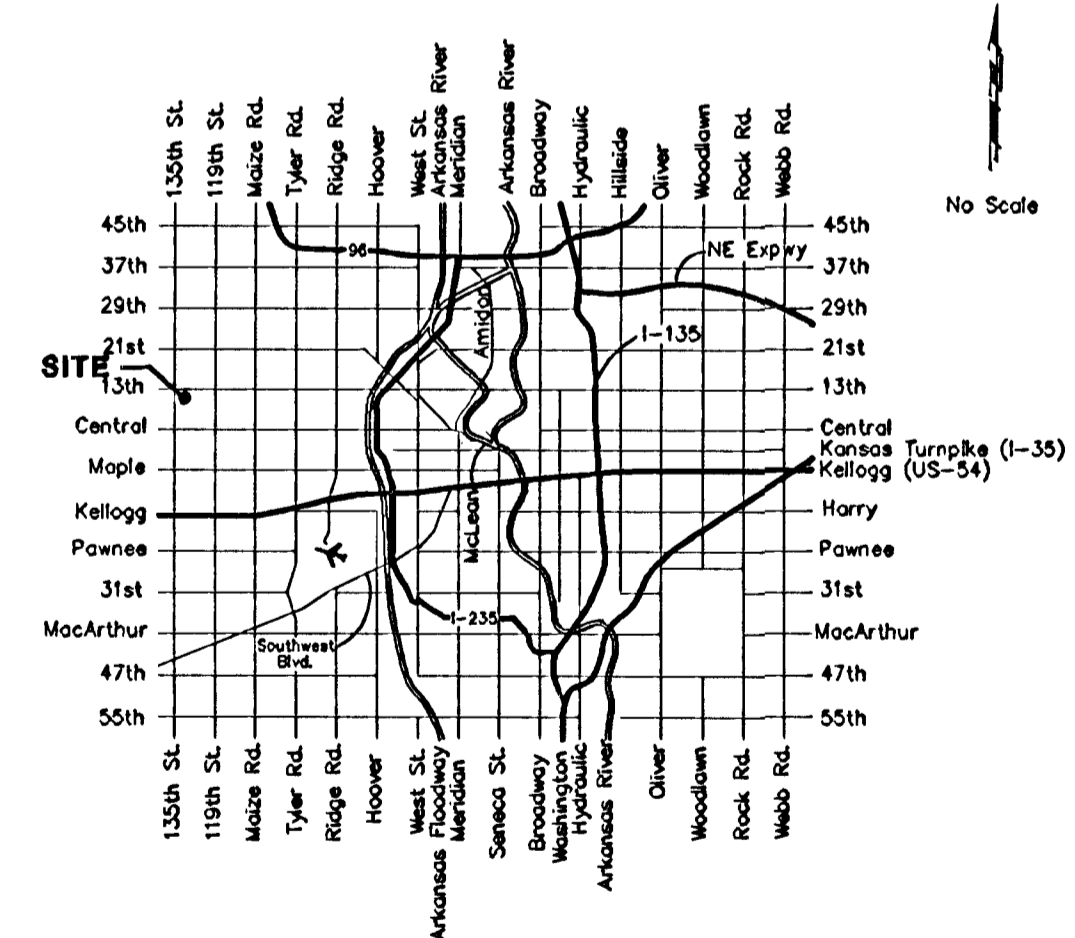 135th St.
119th St.
Maize Rd.
Tyler Rd.
Ridge Rd.
Hoover
West St.
Arkansas River
Meridian
Arkansas River
Broadway
Hydraulic
Hillside
Oliver
Woodlawn
Rock Rd.
Webb Rd.
No Scale
45th
45th
96
NE Expwy
37th
37th
29th
29th
Amidon
I-135
21st
21st
SITE
13th
13th
Central
Central
Kansas Turnpike (I-35)
Maple
Kellogg (US-54)
Kellogg
Harry
McLean
Pawnee
Pawnee
31st
31st
I-235
MacArthur
MacArthur
Southwest
Blvd.
47th
47th
55th
55th
135th St.
119th St.
Maize Rd.
Tyler Rd.
Ridge Rd.
Hoover
West St.
Arkansas Floodway
Meridian
Seneca St.
Broadway
Washington
Hydraulic
Arkansas River
Oliver
Woodlawn
Rock Rd.
Webb Rd.